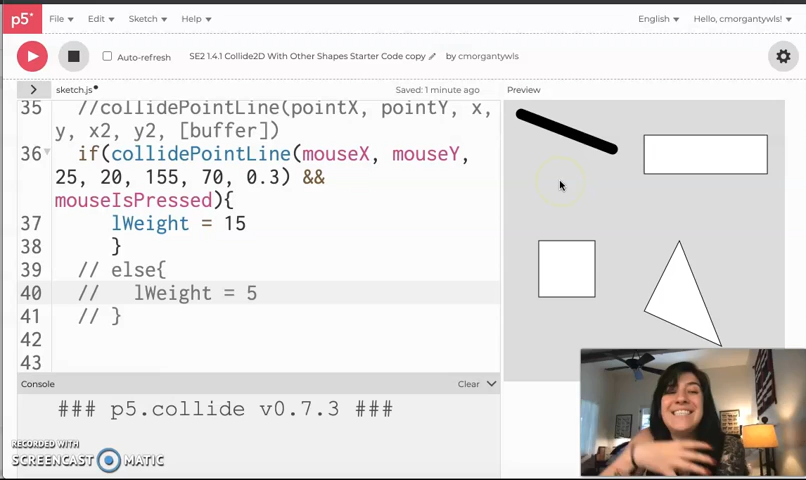 p5* File Edit Sketch Help English Hello, cmorgantywls!
Auto-refresh SE2 1.4.1 Collide2D With Other Shapes Starter Code copy by cmorgantywls
> sketch.js• Saved: 1 minute ago Preview
35 //collidePointLine(pointX, pointY, x,
y, x2, y2, [buffer])
36 if(collidePointLine(mouseX, mouseY,
25, 20, 155, 70, 0.3) &&
mouseIsPressed){
37 lWeight = 15
38 }
39 // else{
40 // lWeight = 5
41 // }
42
43
Console Clear
### p5.collide v0.7.3 ###
RECORDED WITH
SCREENCAST MATIC